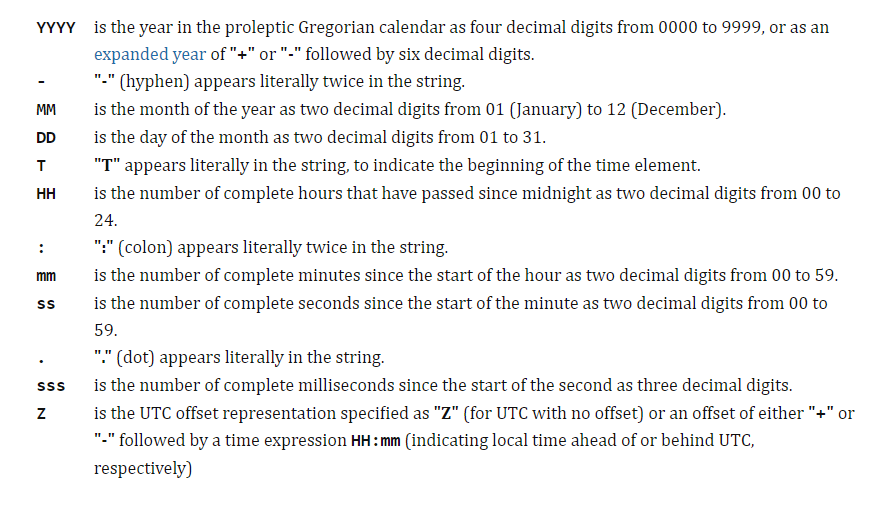 YYYY is the year in the proleptic Gregorian calendar as four decimal digits from 0000 to 9999, or as an
expanded year of "+" or "-" followed by six decimal digits.
- "-" (hyphen) appears literally twice in the string.
MM is the month of the year as two decimal digits from 01 (January) to 12 (December).
DD is the day of the month as two decimal digits from 01 to 31.
T "T" appears literally in the string, to indicate the beginning of the time element.
HH is the number of complete hours that have passed since midnight as two decimal digits from 00 to
24.
: ":" (colon) appears literally twice in the string.
mm is the number of complete minutes since the start of the hour as two decimal digits from 00 to 59.
ss is the number of complete seconds since the start of the minute as two decimal digits from 00 to
59.
. "." (dot) appears literally in the string.
sss is the number of complete milliseconds since the start of the second as three decimal digits.
Z is the UTC offset representation specified as "Z" (for UTC with no offset) or an offset of either "+" or
"-" followed by a time expression HH:mm (indicating local time ahead of or behind UTC,
respectively)